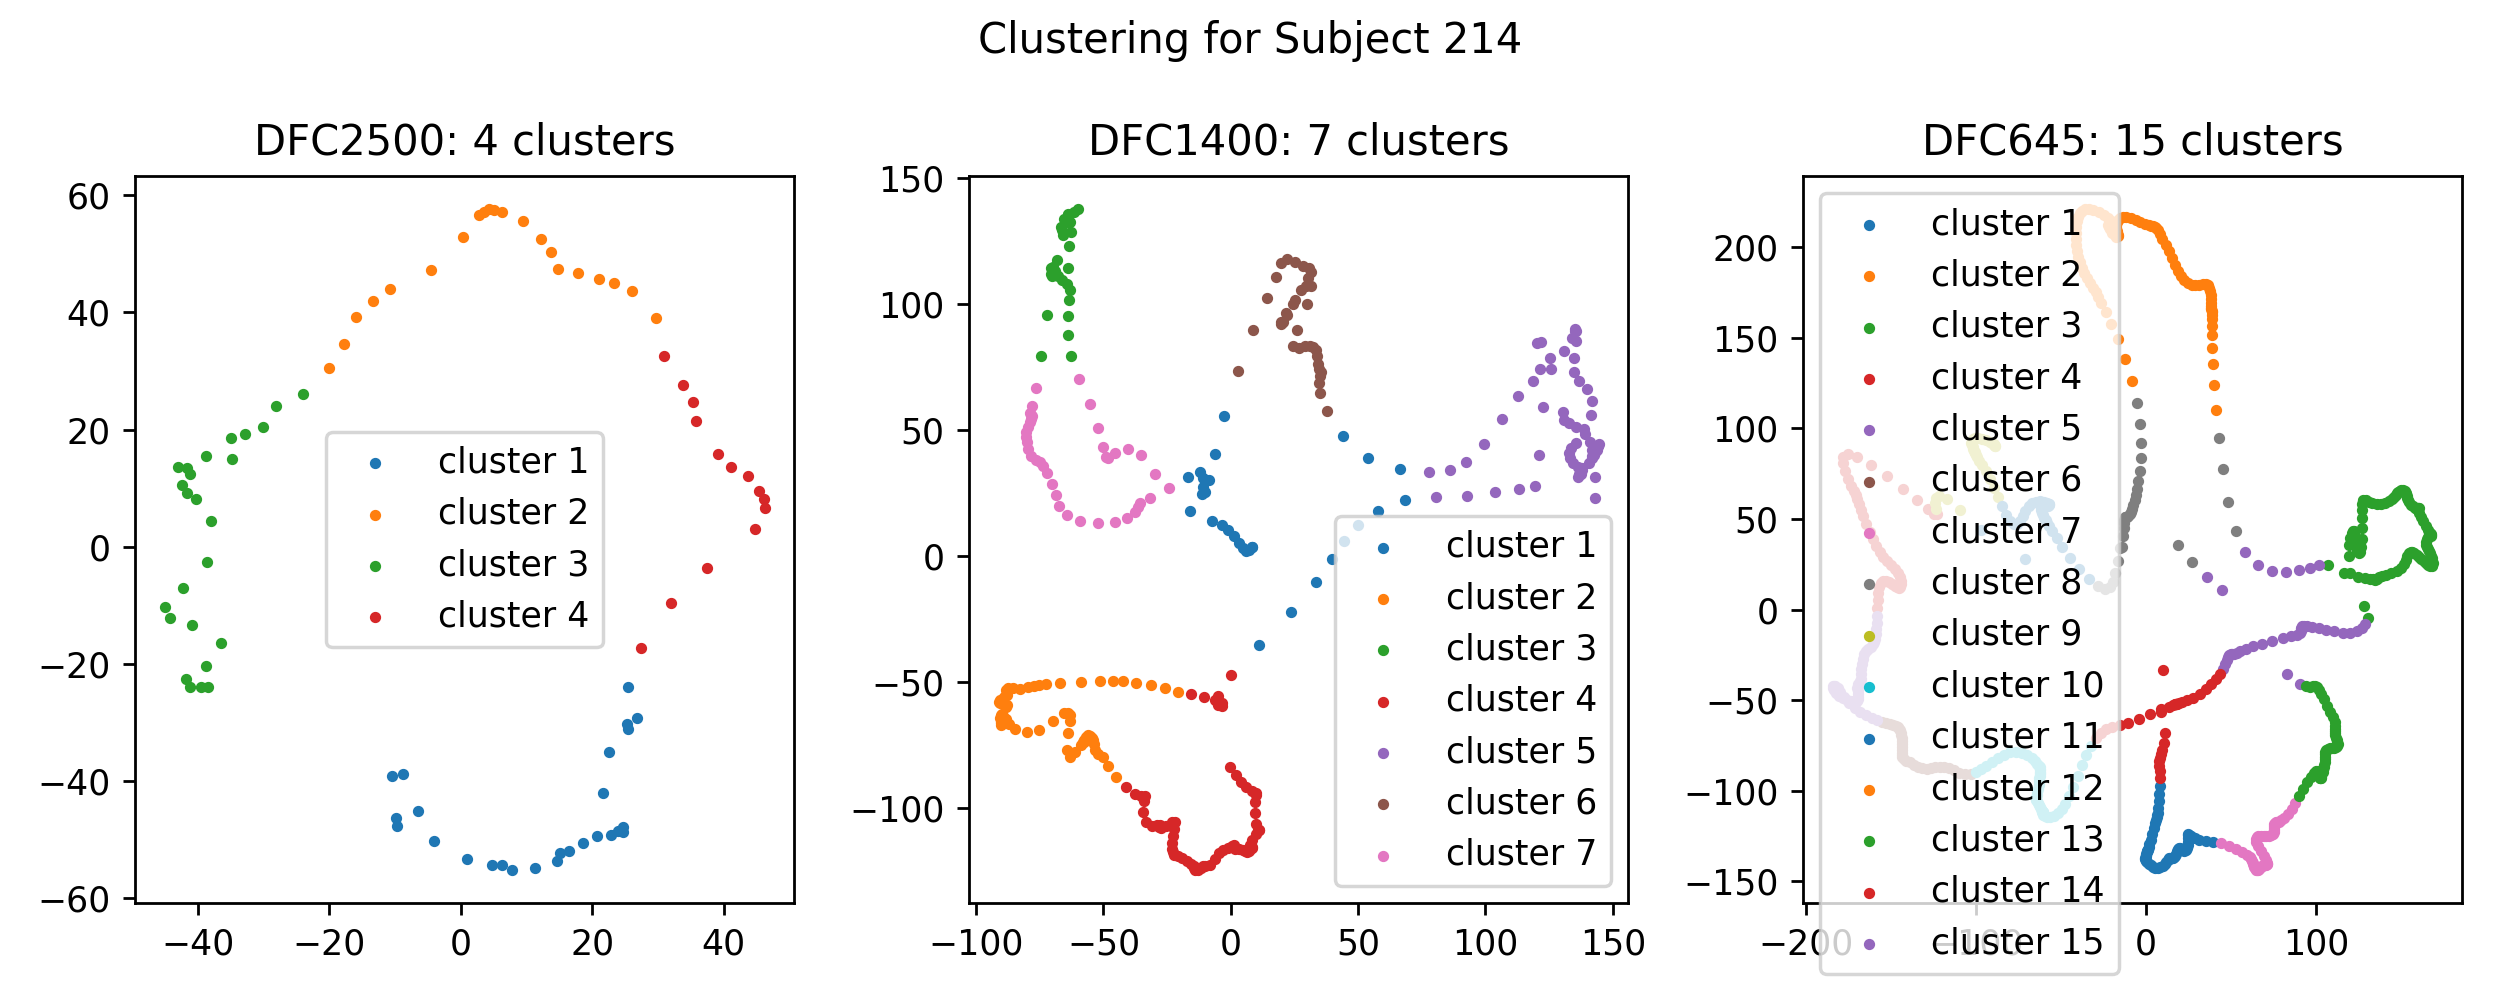 Clustering for Subject 214
DFC2500: 4 clusters
60
40
20
0
−20
−40
−60
−40
−20
0
20
40
cluster 1
cluster 2
cluster 3
cluster 4
DFC1400: 7 clusters
150
100
50
0
−50
−100
−100
−50
0
50
100
150
cluster 1
cluster 2
cluster 3
cluster 4
cluster 5
cluster 6
cluster 7
DFC645: 15 clusters
200
150
100
50
0
−50
−100
−150
−200
−100
0
100
cluster 1
cluster 2
cluster 3
cluster 4
cluster 5
cluster 6
cluster 7
cluster 8
cluster 9
cluster 10
cluster 11
cluster 12
cluster 13
cluster 14
cluster 15